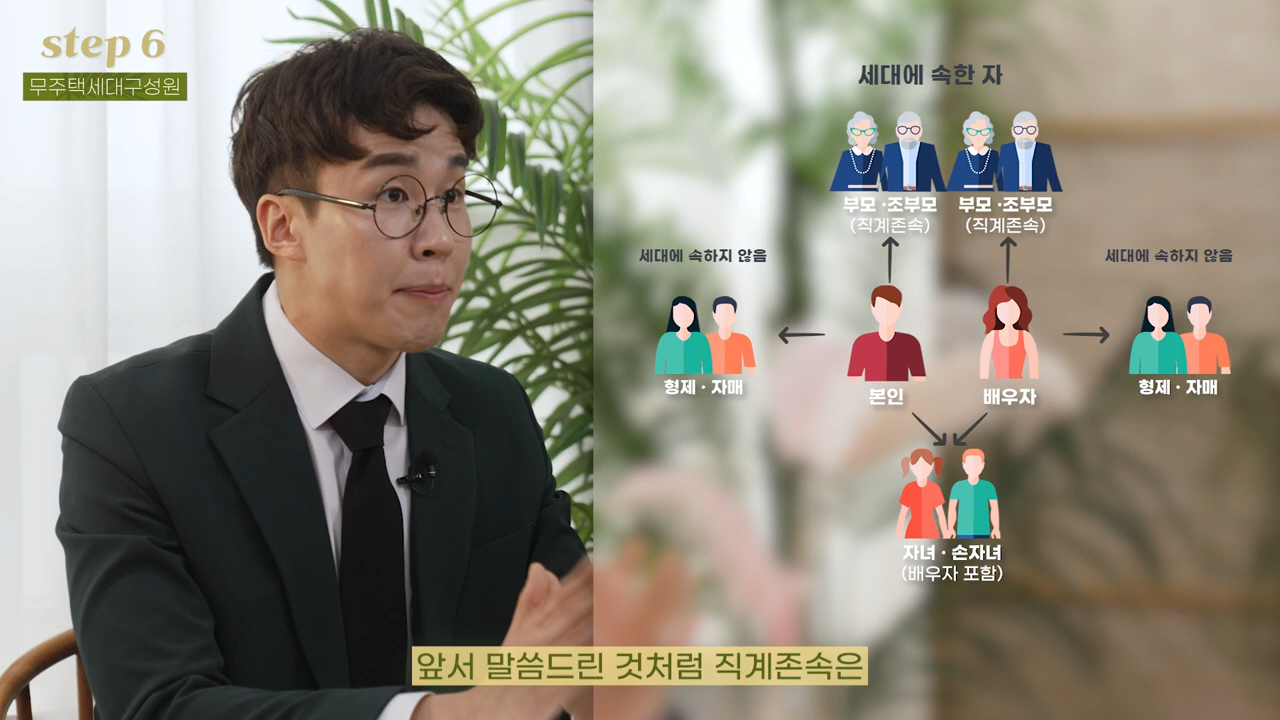 step 6
무주택세대구성원
세대에 속한 자
부모 · 조부모
(직계존속)
부모 · 조부모
(직계존속)
세대에 속하지 않음
세대에 속하지 않음
형제 · 자매
본인
배우자
형제 · 자매
자녀 · 손자녀
(배우자 포함)
앞서 말씀드린 것처럼 직계존속은